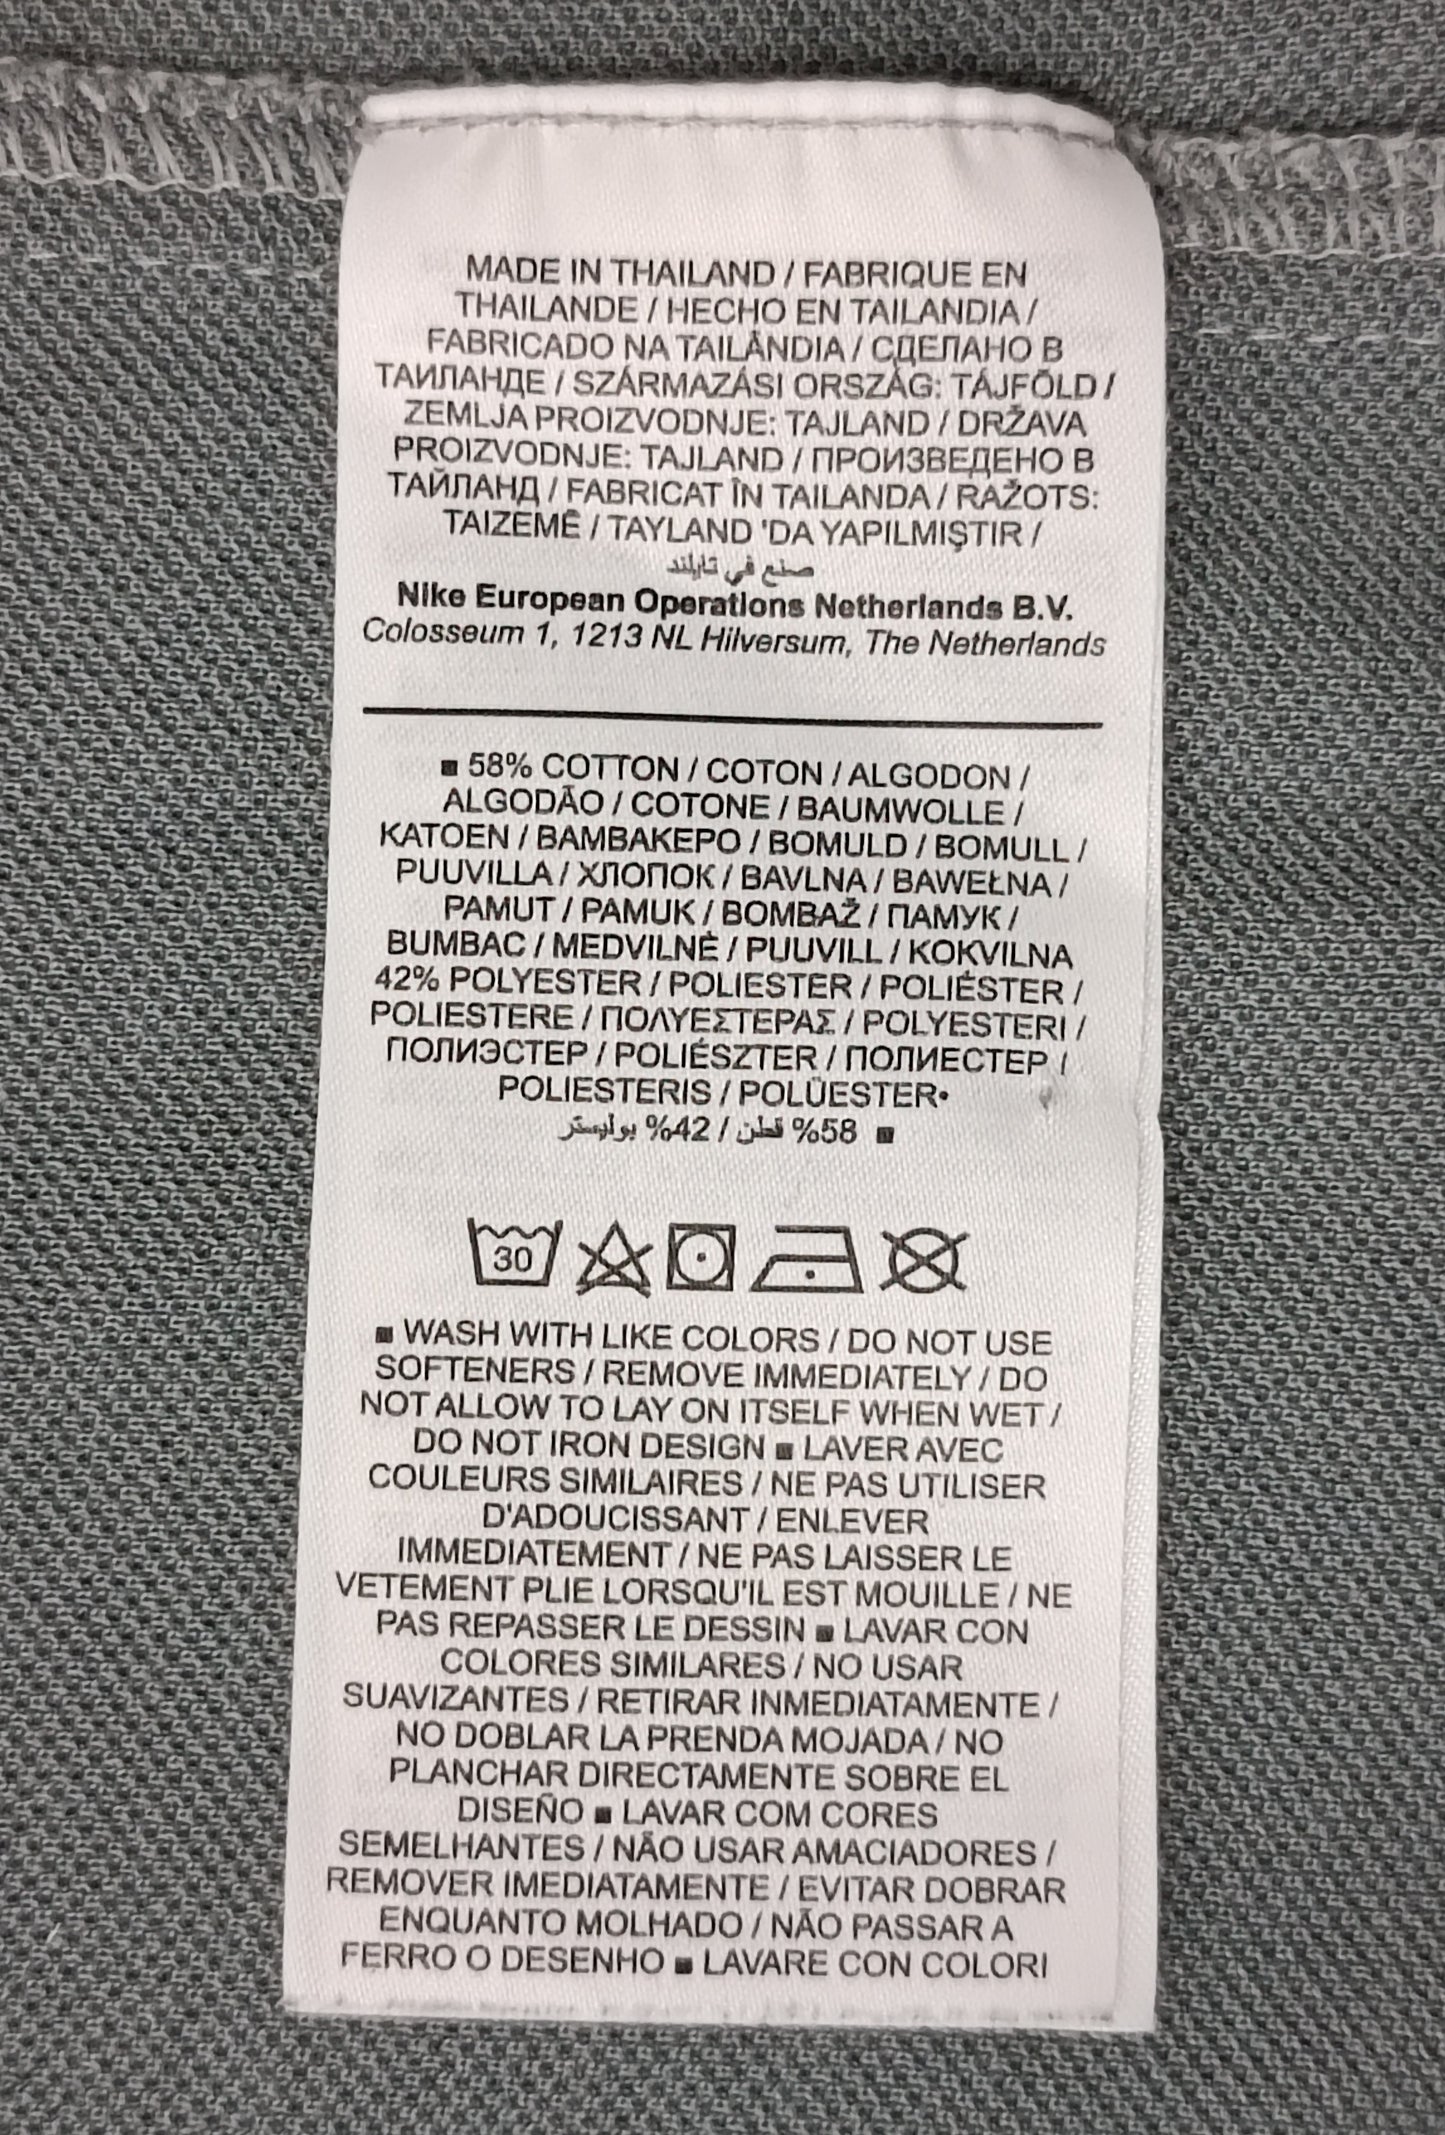 MADE IN THAILAND / FABRIQUE EN
THAILANDE / HECHO EN TAILANDIA /
FABRICADO NA TAILÂNDIA / СДЕЛАНО В
ТАИЛАНДЕ / SZÁRMAZÁSI ORSZÁG: TÁJFÖLD /
ZEMLJA PROIZVODNJE: TAJLAND / DRŽAVA
PROIZVODNJE: TAJLAND / ПРОИЗВЕДЕНО В
ТАЙЛАНД / FABRICAT ÎN TAILANDA / RAŽOTS:
TAIZEMĒ / TAYLAND 'DA YAPILMIŞTIR /
صنع في تايلند
Nike European Operations Netherlands B.V.
Colosseum 1, 1213 NL Hilversum, The Netherlands
■ 58% COTTON / COTON / ALGODON /
ALGODÃO / COTONE / BAUMWOLLE /
KATOEN / ΒΑΜΒΑΚΕΡΟ / BOMULD / BOMULL /
PUUVILLA / ХЛОПОК / BAVLNA / BAWEŁNA /
PAMUT / PAMUK / BOMBAŽ / ПАМУК /
BUMBAC / MEDVILNĖ / PUUVILL / KOKVILNA
42% POLYESTER / POLIESTER / POLIÉSTER /
POLIESTERE / ΠΟΛΥΕΣΤΕΡΑΣ / POLYESTERI /
ПОЛИЭСТЕР / POLIÉSZTER / ПОЛИЕСТЕР /
POLIESTERIS / POLÜESTER•
■ 58% قطن / 42% بوليستر
30
■ WASH WITH LIKE COLORS / DO NOT USE
SOFTENERS / REMOVE IMMEDIATELY / DO
NOT ALLOW TO LAY ON ITSELF WHEN WET /
DO NOT IRON DESIGN ■ LAVER AVEC
COULEURS SIMILAIRES / NE PAS UTILISER
D'ADOUCISSANT / ENLEVER
IMMEDIATEMENT / NE PAS LAISSER LE
VETEMENT PLIE LORSQU'IL EST MOUILLE / NE
PAS REPASSER LE DESSIN ■ LAVAR CON
COLORES SIMILARES / NO USAR
SUAVIZANTES / RETIRAR INMEDIATAMENTE /
NO DOBLAR LA PRENDA MOJADA / NO
PLANCHAR DIRECTAMENTE SOBRE EL
DISEÑO ■ LAVAR COM CORES
SEMELHANTES / NÃO USAR AMACIADORES /
REMOVER IMEDIATAMENTE / EVITAR DOBRAR
ENQUANTO MOLHADO / NÃO PASSAR A
FERRO O DESENHO ■ LAVARE CON COLORI